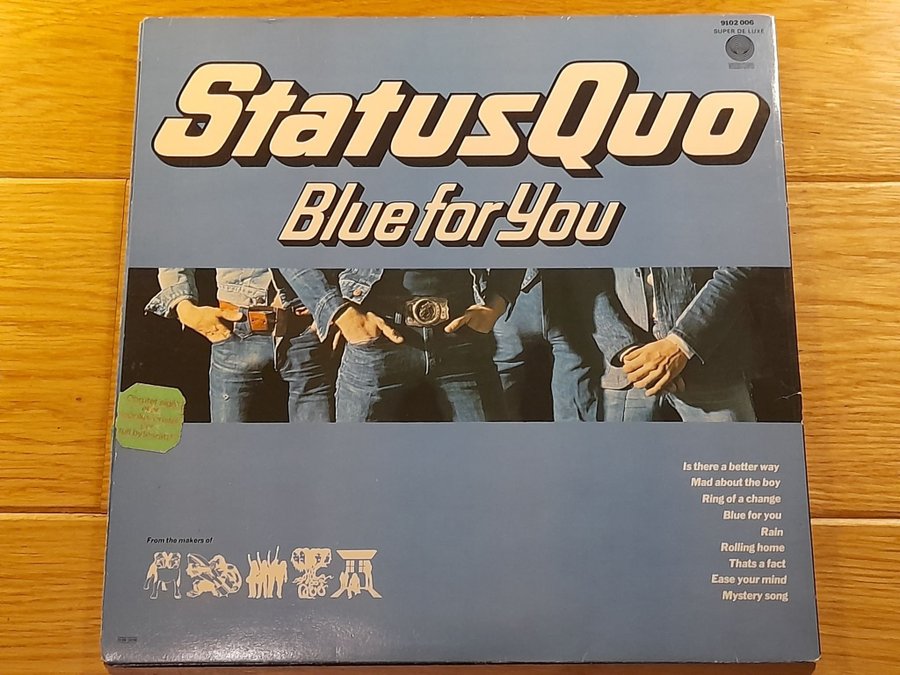 9102 006
SUPER DE LUXE
Status Quo
Blue for You
Is there a better way
Mad about the boy
Ring of a change
Blue for you
Rain
Rolling home
Thats a fact
Ease your mind
Mystery song
From the makers of